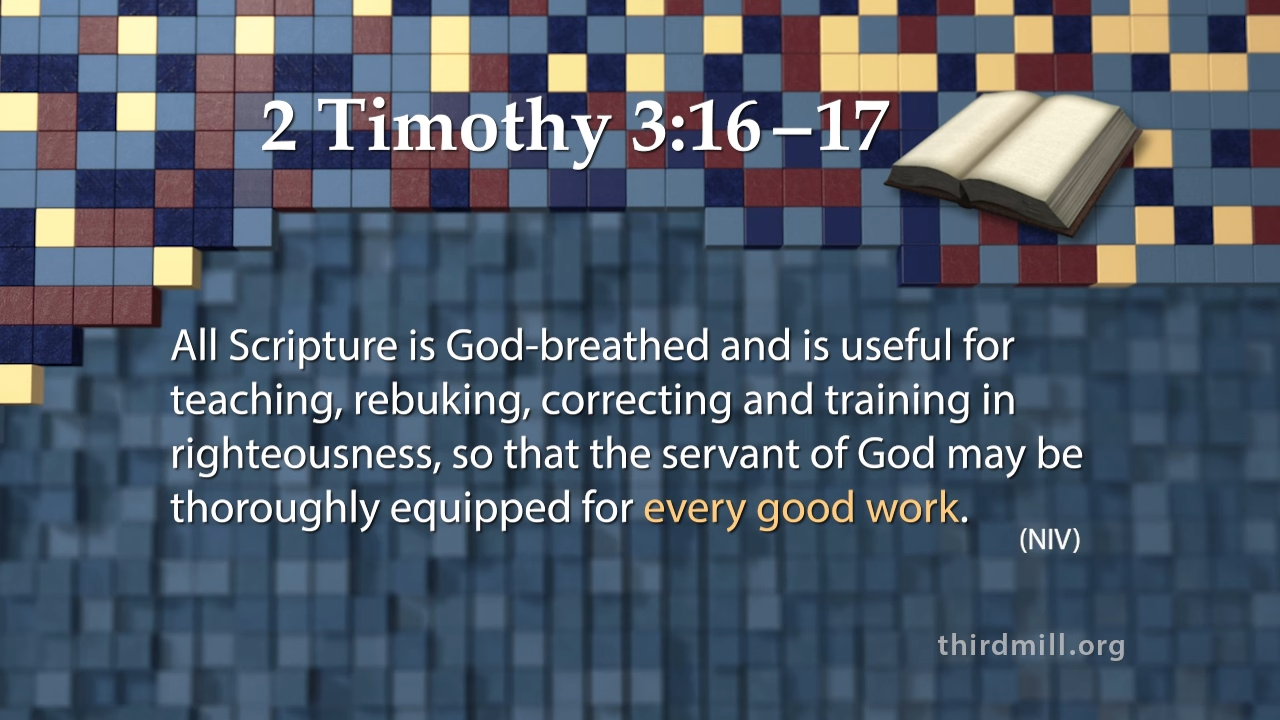 2 Timothy 3:16–17
All Scripture is God-breathed and is useful for
teaching, rebuking, correcting and training in
righteousness, so that the servant of God may be
thoroughly equipped for every good work.
(NIV)
thirdmill.org